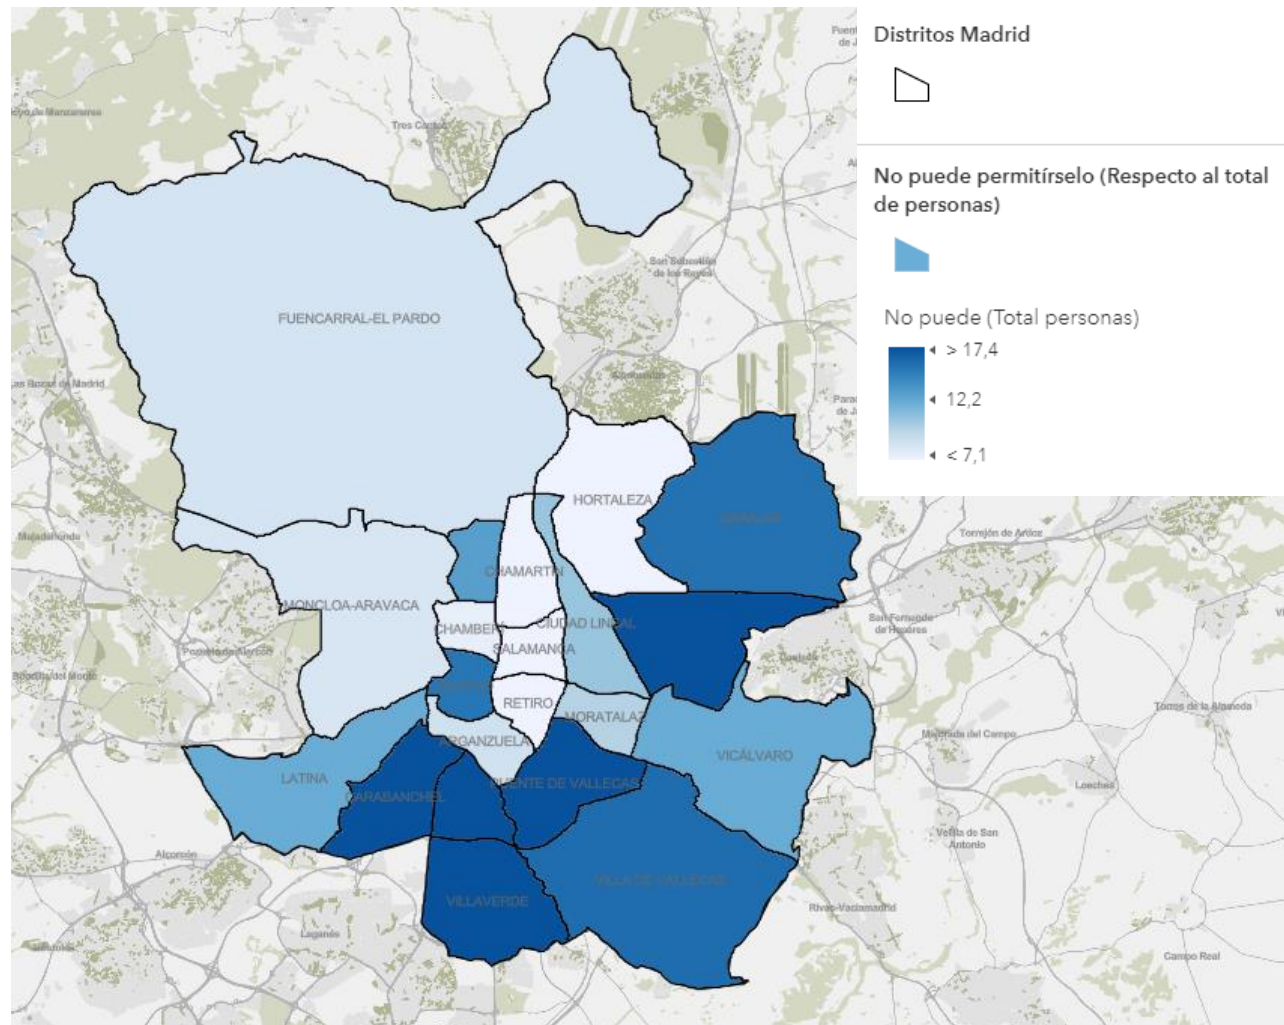 Distritos Madrid
No puede permitírselo (Respecto al total
de personas)
No puede (Total personas)
> 17,4
12,2
< 7,1
Tres Cantos
San Sebastián
de los Reyes
FUENCARRAL-EL PARDO
as Rozas de Madrid
Alcobendas
HORTALEZA
BARAJAS
Torrejón de Ardoz
Majadahonda
CHAMARTÍN
MONCLOA-ARAVACA
CHAMBERÍ
CIUDAD LINEAL
San Fernando
de Henares
SALAMANCA
Pozuelo de Alarcón
Coslada
Boadilla del Monte
CENTRO
RETIRO
MORATALAZ
Torres de la Alameda
ARGANZUELA
Mejorada del Campo
VICÁLVARO
LATINA
PUENTE DE VALLECAS
Loeches
CARABANCHEL
Velilla de San
Antonio
Alcorcón
VILLA DE VALLECAS
VILLAVERDE
Rivas-Vaciamadrid
Leganés
Campo Real